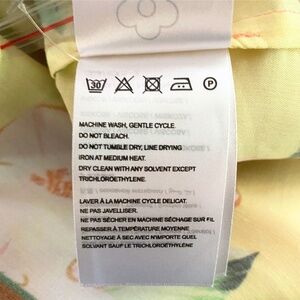 30
P
MACHINE WASH, GENTLE CYCLE.
DO NOT BLEACH.
DO NOT TUMBLE DRY, LINE DRYING
IRON AT MEDIUM HEAT.
DRY CLEAN WITH ANY SOLVENT EXCEPT
TRICHLOROETHYLENE.
LAVER À LA MACHINE CYCLE DELICAT.
NE PAS JAVELLISER.
NE PAS SÉCHER EN MACHINE SÉCHAGE SUR FIL
REPASSER À TEMPÉRATURE MOYENNE
NETTOYAGE À SEC AVEC N'IMPORTE QUEL
SOLVANT SAUF LE TRICHLOROÉTHYLÈNE